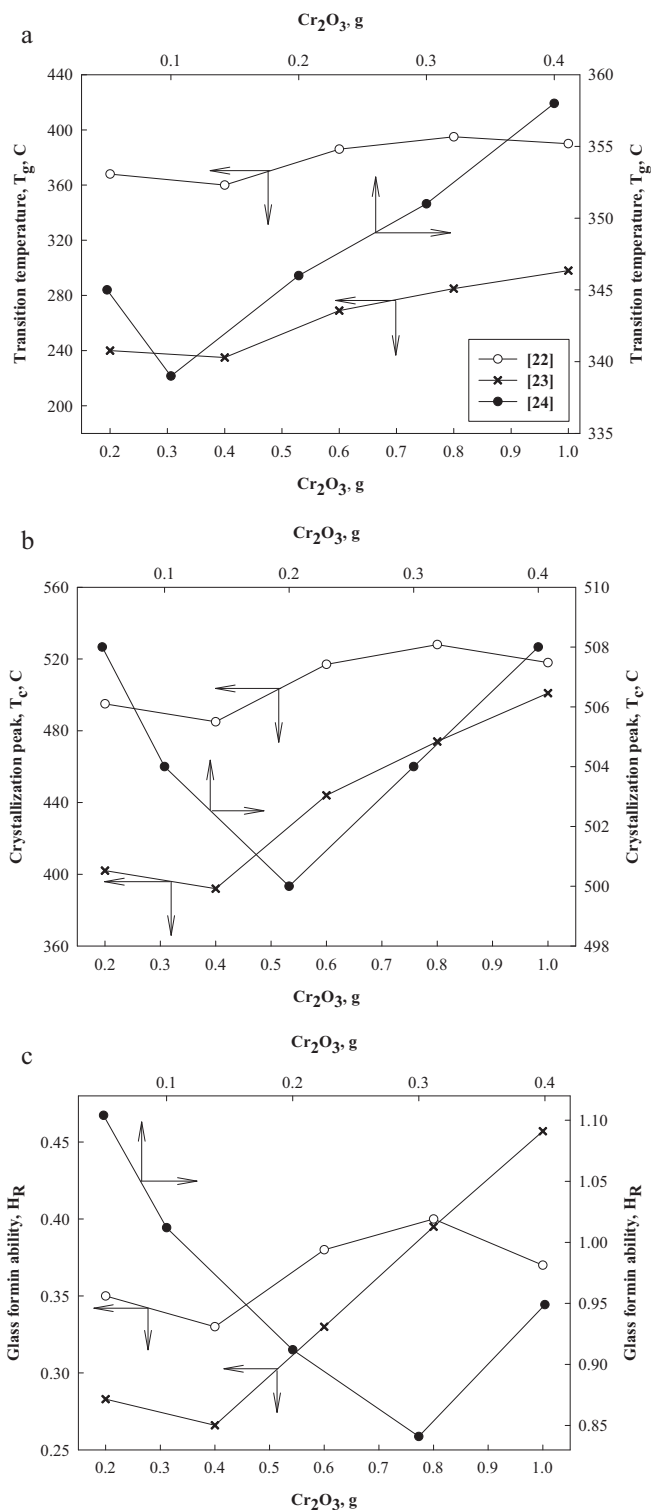 Cr2O3, g
a
0.1 0.2 0.3 0.4
440 360
400 355
360
320 350
280 345
240 340
200
335
Transition temperature, Tg, C
Transition temperature, Tg, C
[22]
[23]
[24]
0.2 0.3 0.4 0.5 0.6 0.7 0.8 0.9 1.0
Cr2O3, g
b
Cr2O3, g
0.1 0.2 0.3 0.4
560 510
520 508
506
480
504
440
502
400 500
360 498
Crystallization peak, Tc, C
Crystallization peak, Tc, C
0.2 0.3 0.4 0.5 0.6 0.7 0.8 0.9 1.0
Cr2O3, g
c
Cr2O3, g
0.1 0.2 0.3 0.4
0.45 1.10
1.05
0.40
1.00
0.35
0.95
0.30 0.90
0.85
0.25
Glass formin ability, HR
Glass formin ability, HR
0.2 0.3 0.4 0.5 0.6 0.7 0.8 0.9 1.0
Cr2O3, g